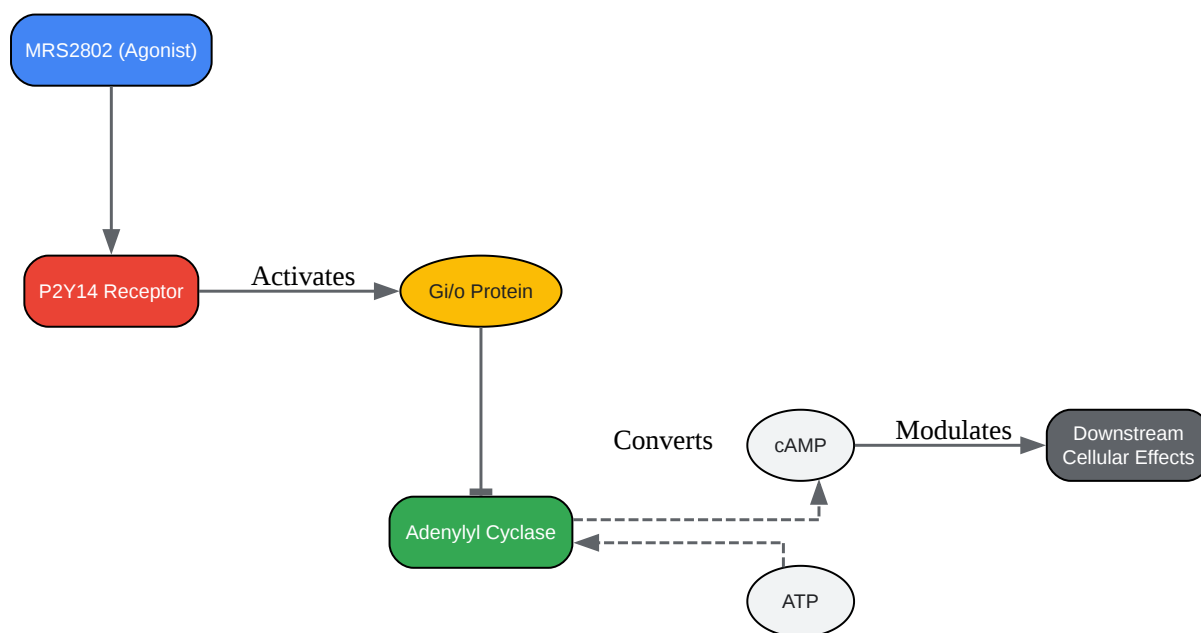 MRS2802 (Agonist)
P2Y14 Receptor
Activates
Gi/o Protein
Converts
cAMP
Modulates
Downstream
Cellular Effects
Adenylyl Cyclase
ATP